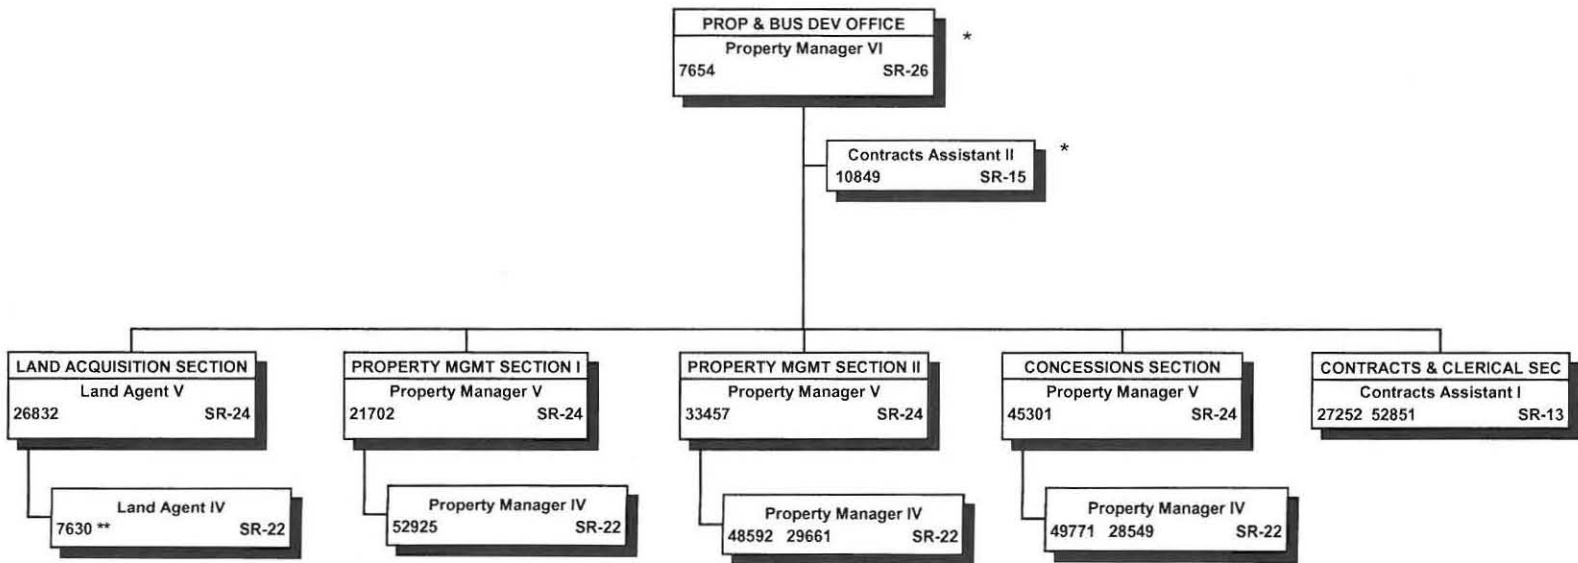 PROP & BUS DEV OFFICE
*
Property Manager VI
7654 SR-26
Contracts Assistant II
*
10849 SR-15
LAND ACQUISITION SECTION
Land Agent V
26832 SR-24
Land Agent IV
7630 ** SR-22
PROPERTY MGMT SECTION I
Property Manager V
21702 SR-24
Property Manager IV
52925 SR-22
PROPERTY MGMT SECTION II
Property Manager V
33457 SR-24
Property Manager IV
48592 29661 SR-22
CONCESSIONS SECTION
Property Manager V
45301 SR-24
Property Manager IV
49771 28549 SR-22
CONTRACTS & CLERICAL SEC
Contracts Assistant I
27252 52851 SR-13